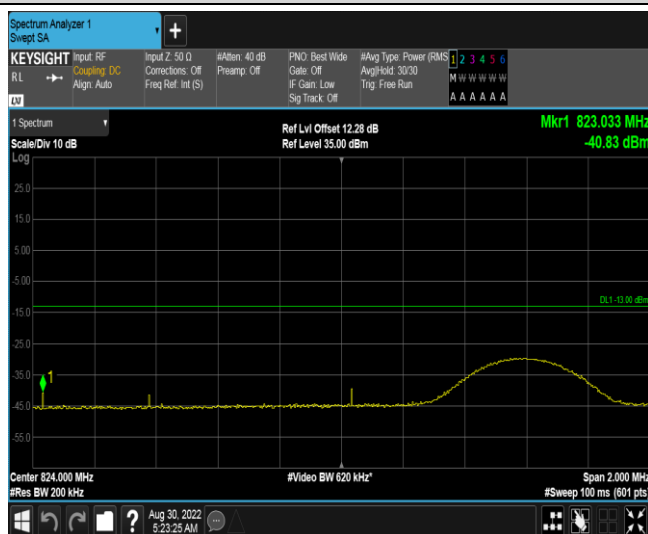 Spectrum Analyzer 1
Swept SA
KEYSIGHT
RL
Input: RF
Coupling: DC
Align: Auto
Input Z: 50 Ω
Corrections: Off
Freq Ref: Int (S)
#Atten: 40 dB
Preamp: Off
PNO: Best Wide
Gate: Off
IF Gain: Low
Sig Track: Off
#Avg Type: Power (RMS
Avg|Hold: 30/30
Trig: Free Run
1 2 3 4 5 6
M W W W W W
A A A A A A
LXI
1 Spectrum
Scale/Div 10 dB
Ref Lvl Offset 12.28 dB
Ref Level 35.00 dBm
Mkr1 823.033 MHz
-40.83 dBm
Log
25.0
15.0
5.00
-5.00
DL1 -13.00 dBm
-15.0
-25.0
-35.0
1
-45.0
-55.0
Center 824.000 MHz
#Video BW 620 kHz*
Span 2.000 MHz
#Res BW 200 kHz
#Sweep 100 ms (601 pts)
?
Aug 30, 2022
5:23:25 AM